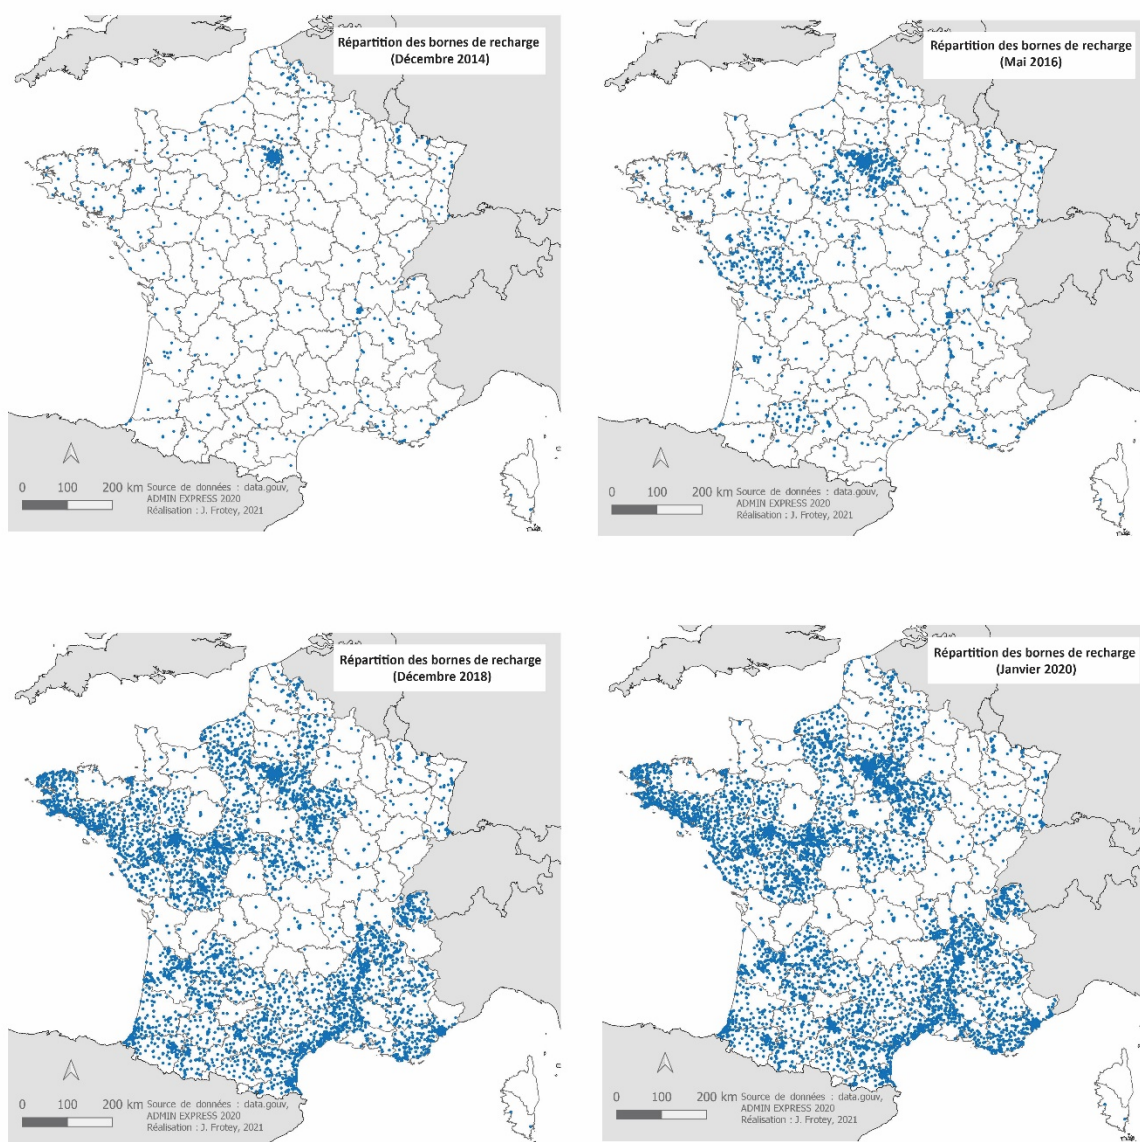 Répartition des bornes de recharge
(Décembre 2014)
0 100 200 km
Source de données : data.gouv,
ADMIN EXPRESS 2020
Réalisation : J. Frotey, 2021
Répartition des bornes de recharge
(Mai 2016)
0 100 200 km
Source de données : data.gouv,
ADMIN EXPRESS 2020
Réalisation : J. Frotey, 2021
Répartition des bornes de recharge
(Décembre 2018)
0 100 200 km
Source de données : data.gouv,
ADMIN EXPRESS 2020
Réalisation : J. Frotey, 2021
Répartition des bornes de recharge
(Janvier 2020)
0 100 200 km
Source de données : data.gouv,
ADMIN EXPRESS 2020
Réalisation : J. Frotey, 2021